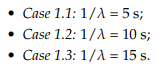 • Case 1.1: 1/λ = 5 s;
• Case 1.2: 1/λ = 10 s;
• Case 1.3: 1/λ = 15 s.